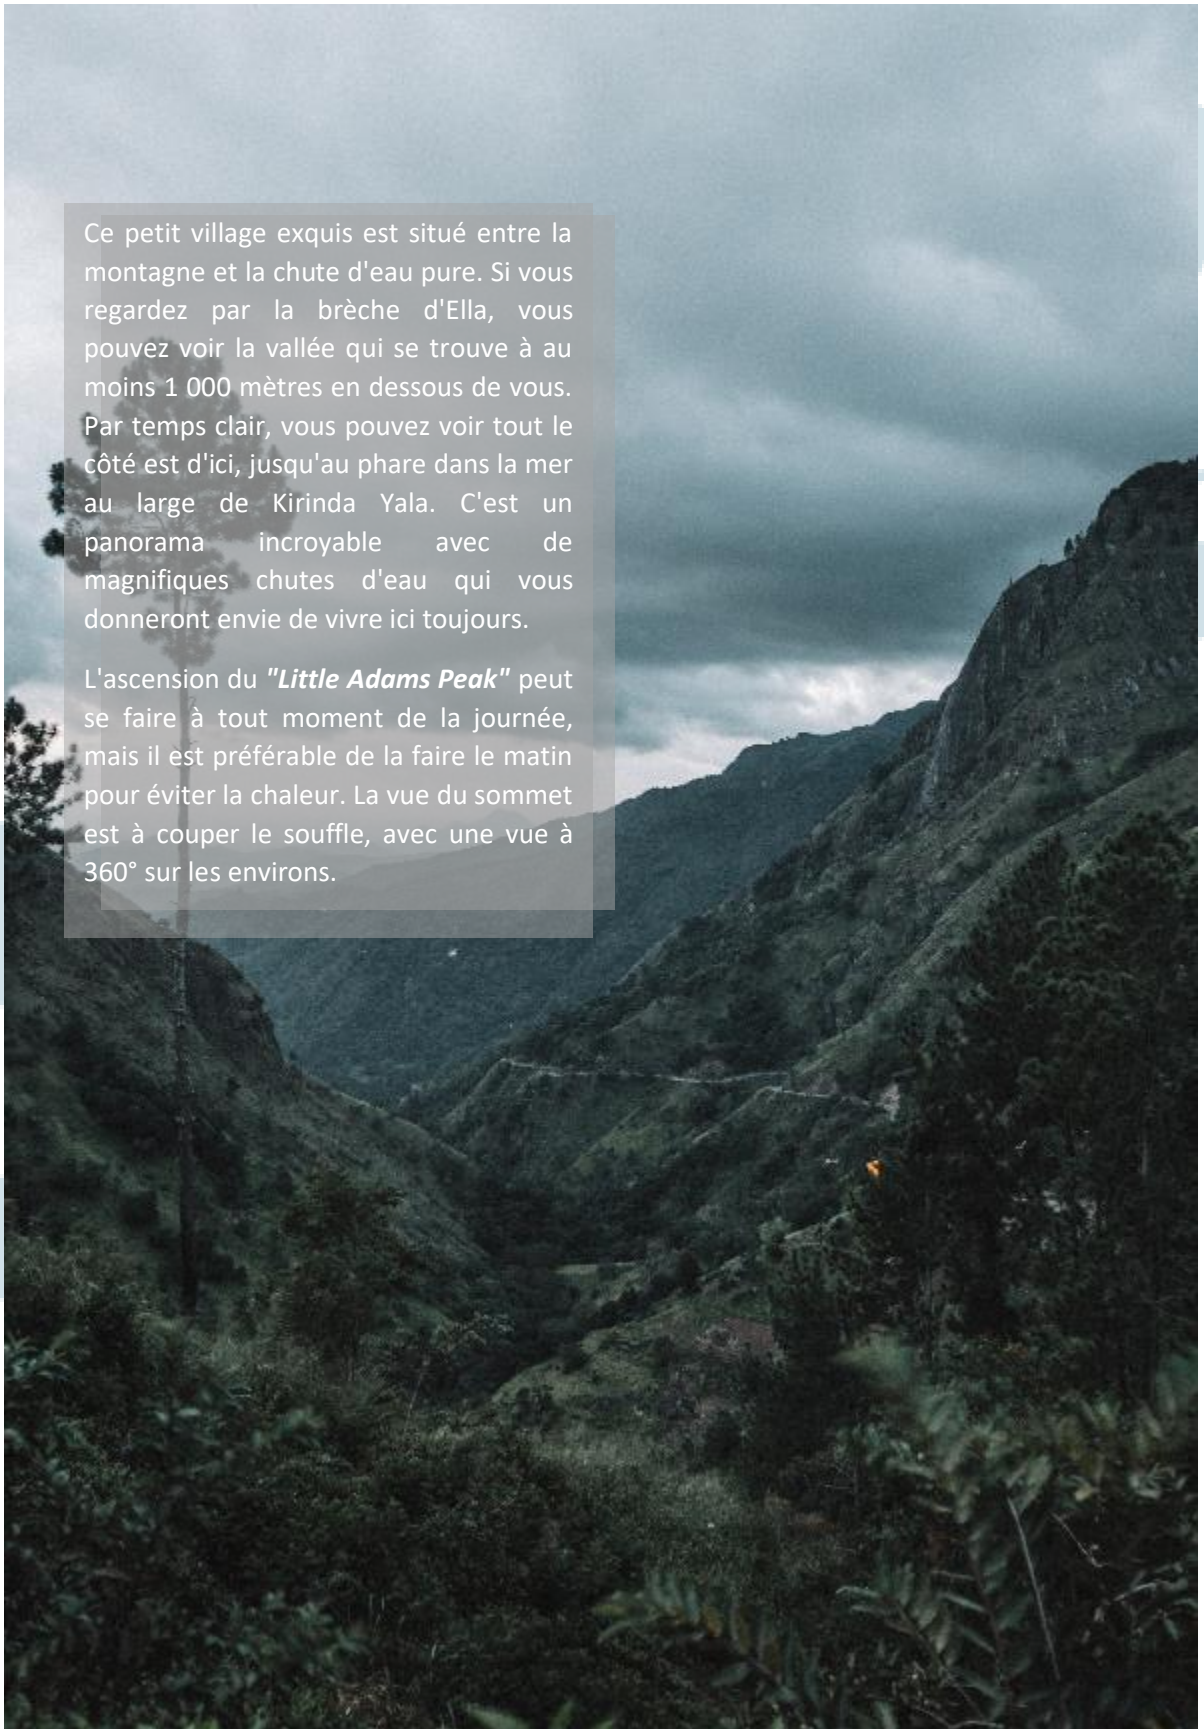 Ce petit village exquis est situé entre la
montagne et la chute d'eau pure. Si vous
regardez par la brèche d'Ella, vous
pouvez voir la vallée qui se trouve à au
moins 1 000 mètres en dessous de vous.
Par temps clair, vous pouvez voir tout le
côté est d'ici, jusqu'au phare dans la mer
au large de Kirinda Yala. C'est un
panorama incroyable avec de
magnifiques chutes d'eau qui vous
donneront envie de vivre ici toujours.
L'ascension du "Little Adams Peak" peut
se faire à tout moment de la journée,
mais il est préférable de la faire le matin
pour éviter la chaleur. La vue du sommet
est à couper le souffle, avec une vue à
360° sur les environs.